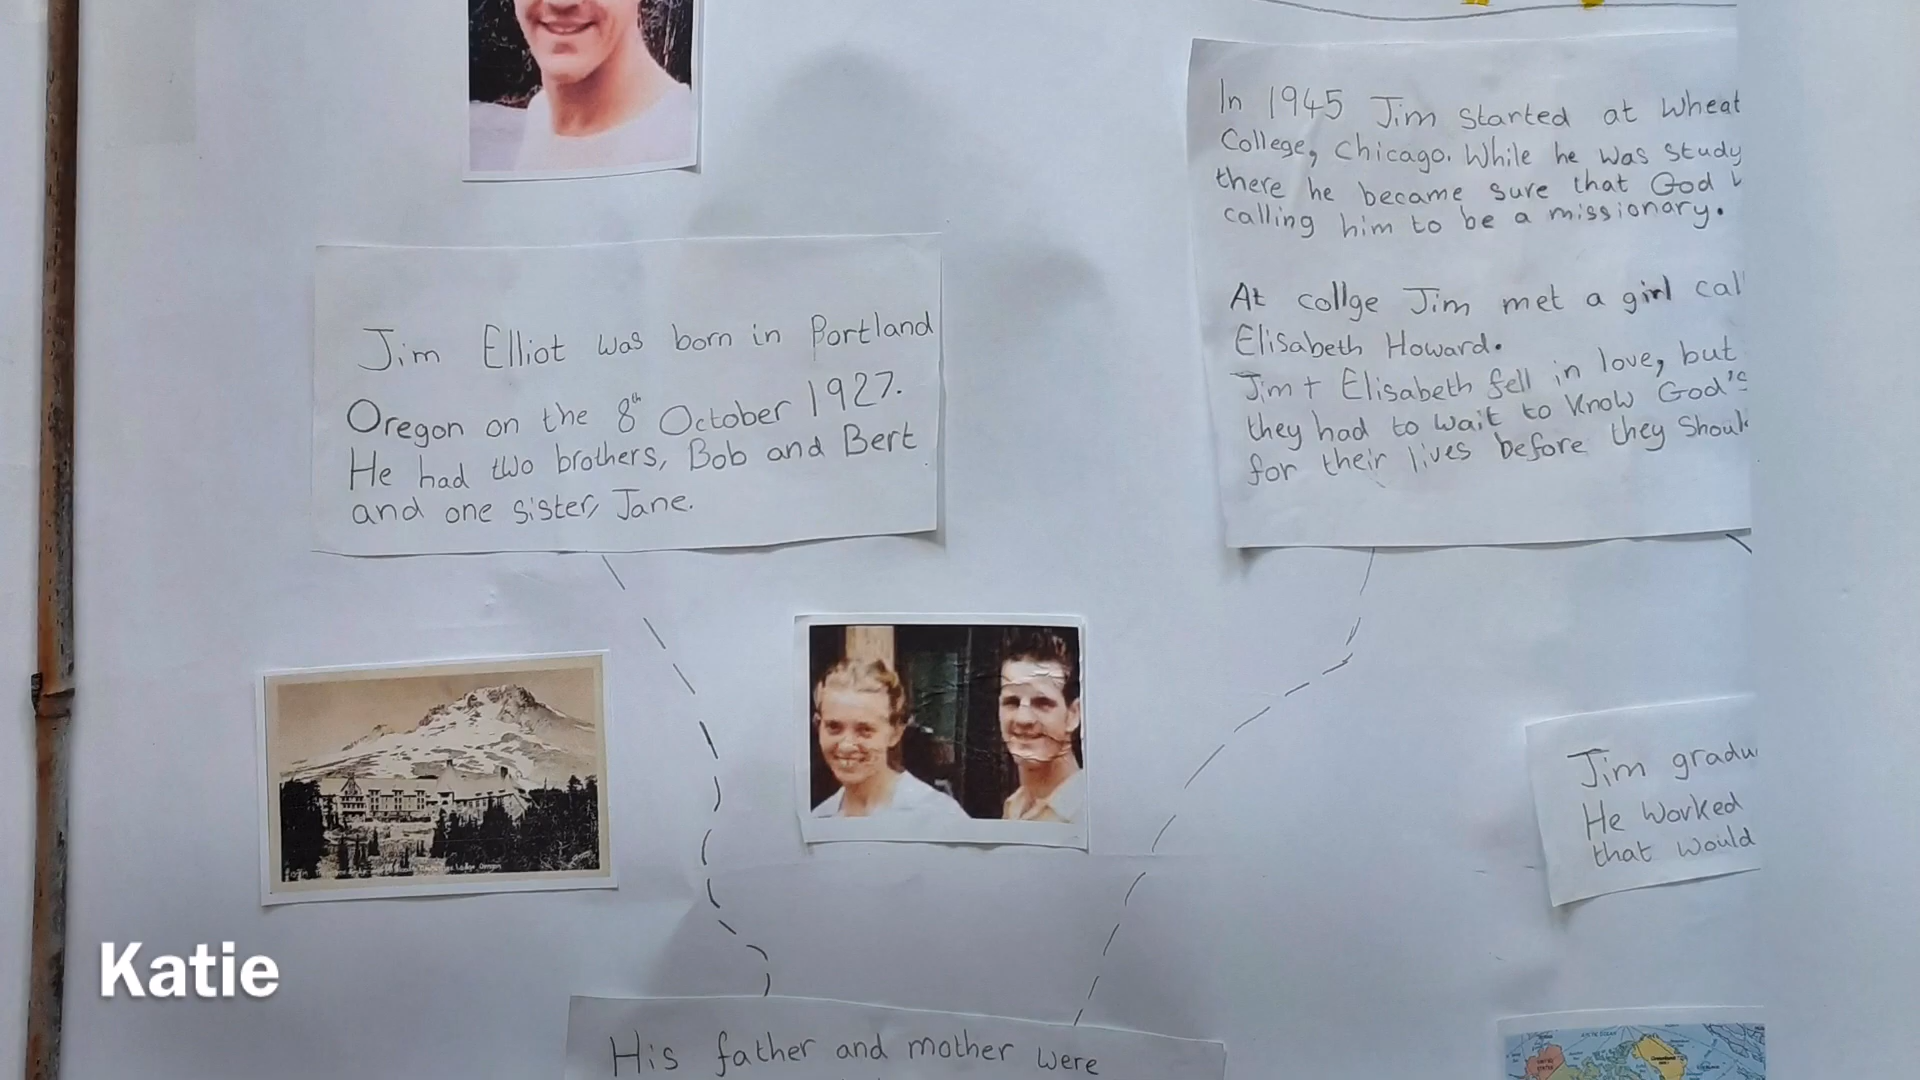 Jim Elliot was born in Portland
Oregon on the 8th October 1927.
He had two brothers, Bob and Bert
and one sister, Jane.
In 1945 Jim started at Wheat
College, Chicago. While he was study
there he became sure that God
calling him to be a missionary.
At collge Jim met a girl cal
Elisabeth Howard.
Jim + Elisabeth fell in love, but
they had to wait to know God's
for their lives before they shoul
Jim gradu
He worked
that would
His father and mother were
Katie